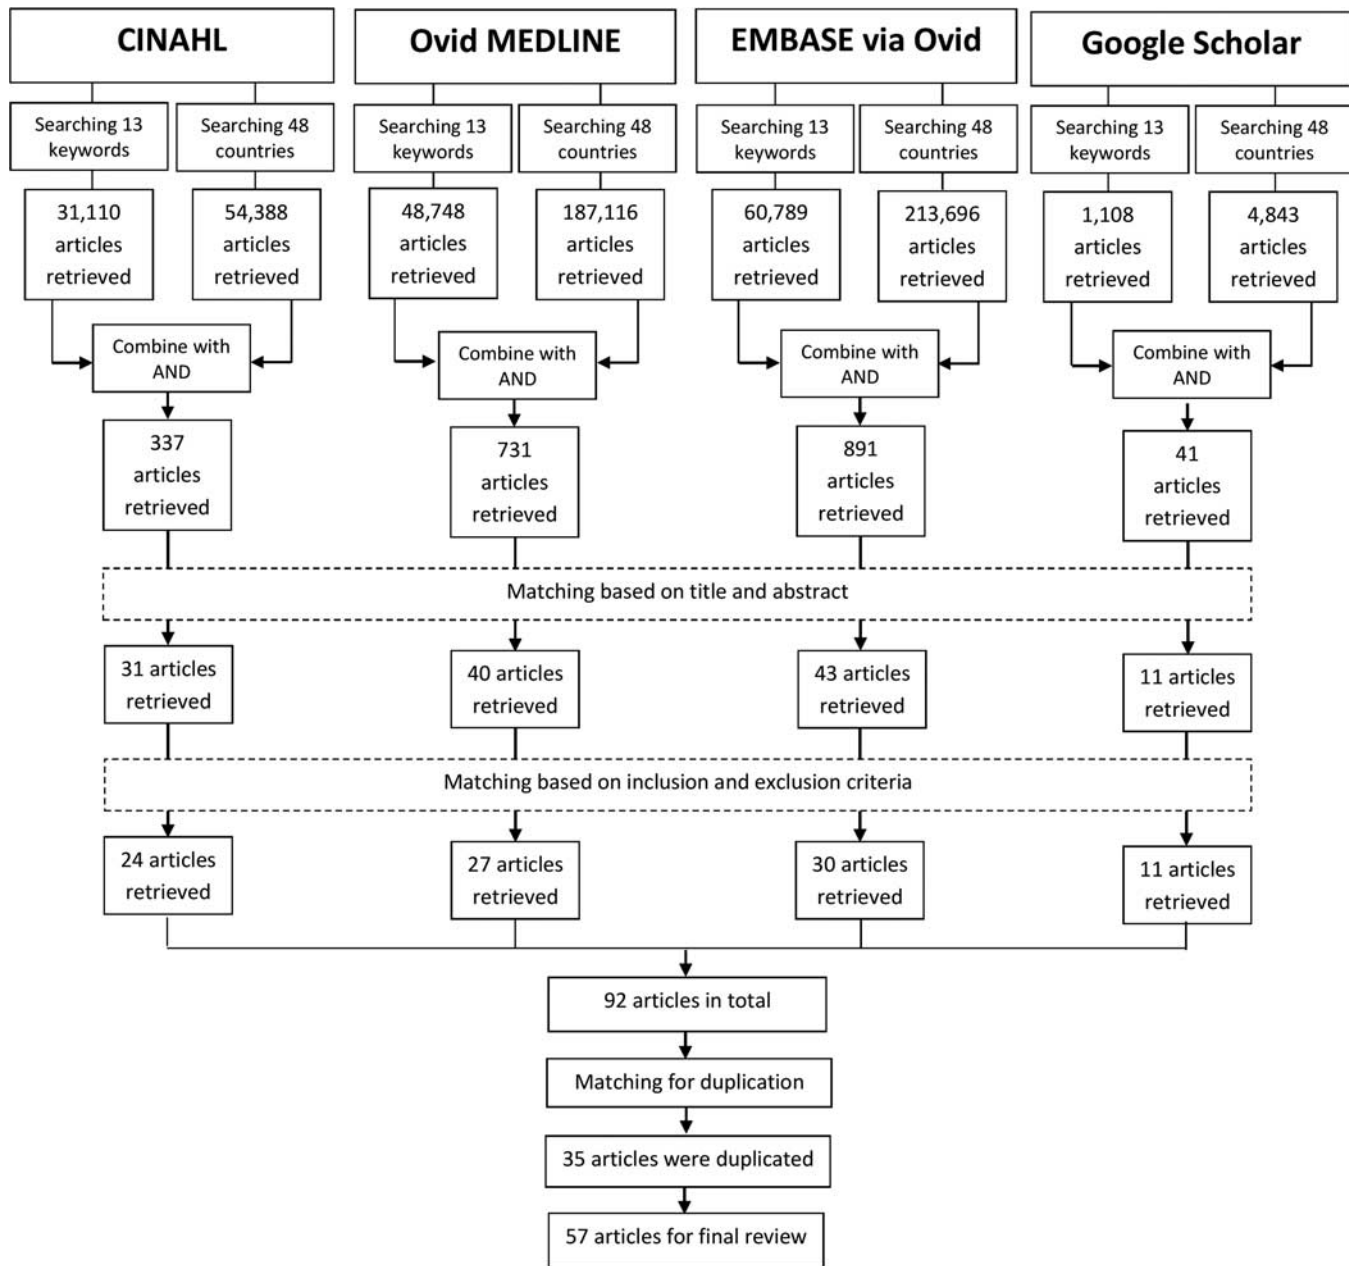 CINAHL
Ovid MEDLINE
EMBASE via Ovid
Google Scholar
Searching 13
keywords
Searching 48
countries
Searching 13
keywords
Searching 48
countries
Searching 13
keywords
Searching 48
countries
Searching 13
keywords
Searching 48
countries
31,110
articles
retrieved
54,388
articles
retrieved
48,748
articles
retrieved
187,116
articles
retrieved
60,789
articles
retrieved
213,696
articles
retrieved
1,108
articles
retrieved
4,843
articles
retrieved
Combine with
AND
Combine with
AND
Combine with
AND
Combine with
AND
337
articles
retrieved
731
articles
retrieved
891
articles
retrieved
41
articles
retrieved
Matching based on title and abstract
31 articles
retrieved
40 articles
retrieved
43 articles
retrieved
11 articles
retrieved
Matching based on inclusion and exclusion criteria
24 articles
retrieved
27 articles
retrieved
30 articles
retrieved
11 articles
retrieved
92 articles in total
Matching for duplication
35 articles were duplicated
57 articles for final review